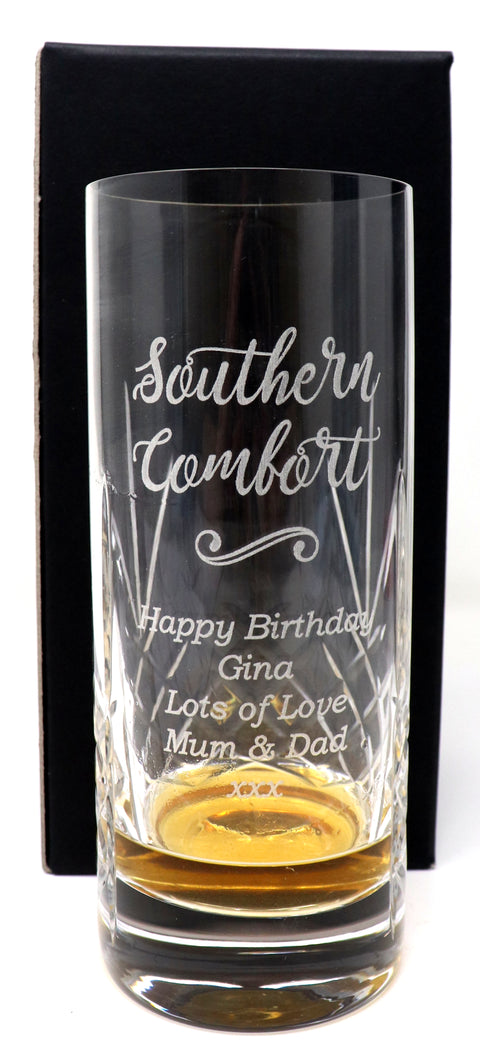 Southern
Comfort
Happy Birthday
Gina
Lots of Love
Mum & Dad
xxx